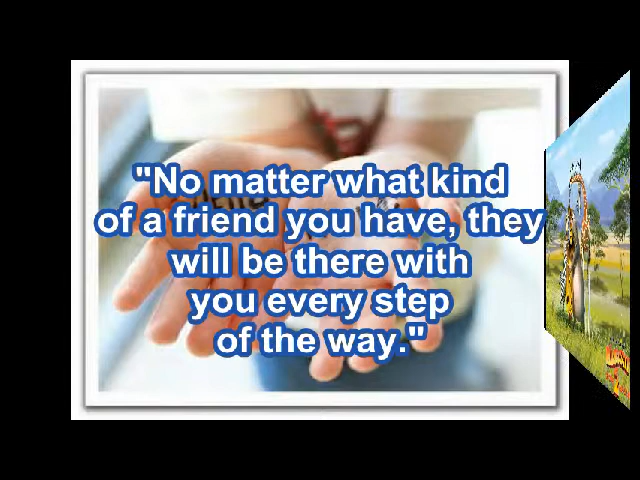 "No matter what kind
of a friend you have, they
will be there with
you every step
of the way."